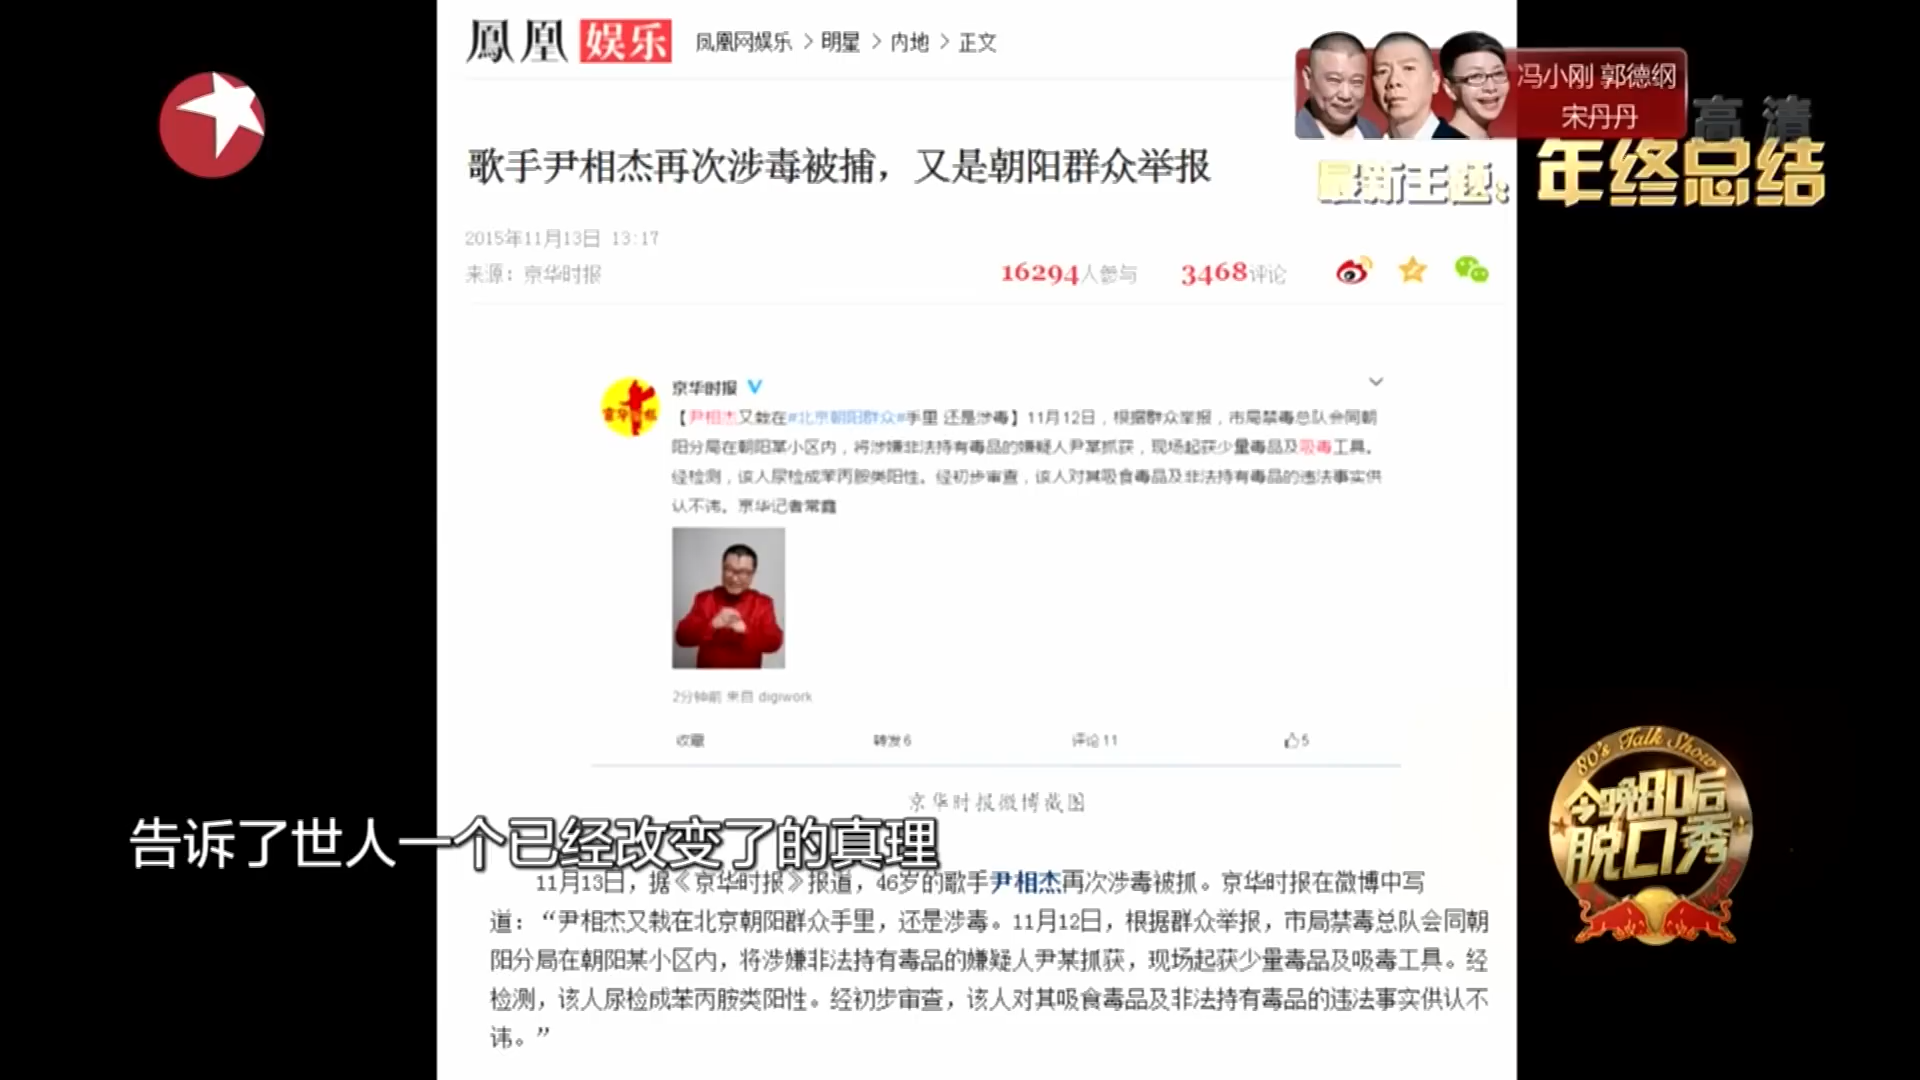 鳳凰 娱乐 凤凰网娱乐 > 明星 > 内地 > 正文
冯小刚 郭德纲
宋丹丹
高清
最新主题:
年终总结
歌手尹相杰再次涉毒被捕，又是朝阳群众举报
2015年11月13日 13:17
来源：京华时报
16294人参与 3468评论
京华时报
【尹相杰又栽在#北京朝阳群众#手里 还是涉毒】11月12日，根据群众举报，市局禁毒总队会同朝
阳分局在朝阳某小区内，将涉嫌非法持有毒品的嫌疑人尹某抓获，现场起获少量毒品及吸毒工具。
经检测，该人尿检成苯丙胺类阳性。经初步审查，该人对其吸食毒品及非法持有毒品的违法事实供
认不讳。京华记者常鑫
2分钟前 来自 digiwork
收藏 转发6 评论11 5
京华时报微博截图
告诉了世人一个已经改变了的真理
11月13日，据《京华时报》报道，46岁的歌手尹相杰再次涉毒被抓。京华时报在微博中写
道：“尹相杰又栽在北京朝阳群众手里，还是涉毒。11月12日，根据群众举报，市局禁毒总队会同朝
阳分局在朝阳某小区内，将涉嫌非法持有毒品的嫌疑人尹某抓获，现场起获少量毒品及吸毒工具。经
检测，该人尿检成苯丙胺类阳性。经初步审查，该人对其吸食毒品及非法持有毒品的违法事实供认不
讳。”
80's Talk Show
今晚80后
脱口秀